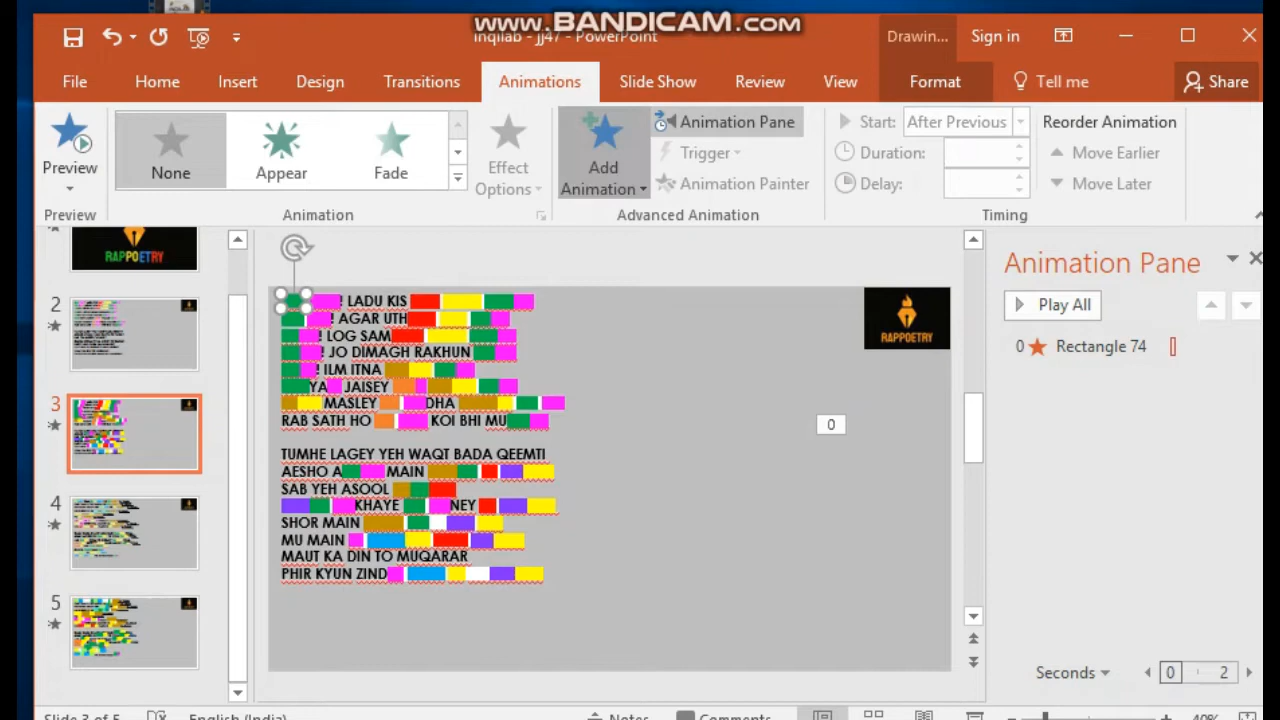 www.BANDICAM.com
inqilab - jj47 - PowerPoint
Drawin...
Sign in
File
Home
Insert
Design
Transitions
Animations
Slide Show
Review
View
Format
Tell me
Share
Preview
None
Appear
Fade
Effect
Options
Add
Animation
Animation Pane
Trigger
Animation Painter
Start:
After Previous
Duration:
Delay:
Reorder Animation
Move Earlier
Move Later
Preview
Animation
Advanced Animation
Timing
RAPPOETRY
2
3
4
5
! LADU KIS
! AGAR UTH
! LOG SAM
! JO DIMAGH RAKHUN
! ILM ITNA
YA JAISEY
MASLEY DHA
RAB SATH HO KOI BHI MU
TUMHE LAGEY YEH WAQT BADA QEEMTI
AESHO A MAIN
SAB YEH ASOOL
KHAYE NEY
SHOR MAIN
MU MAIN
MAUT KA DIN TO MUQARAR
PHIR KYUN ZIND
RAPPOETRY
0
Animation Pane
Play All
0 Rectangle 74
Seconds
0
2
Slide 3 of 5
English (India)
Notes
Comments
40%